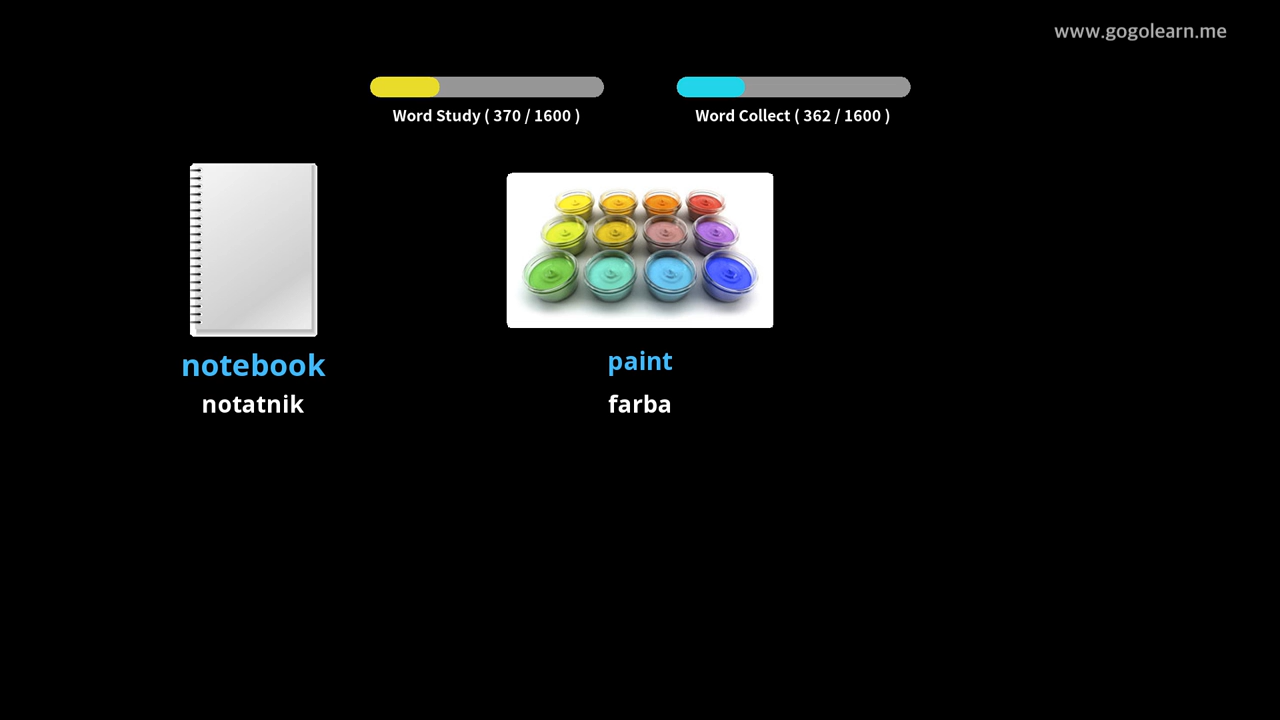 www.gogolearn.me
Word Study ( 370 / 1600 )
Word Collect ( 362 / 1600 )
notebook
notatnik
paint
farba